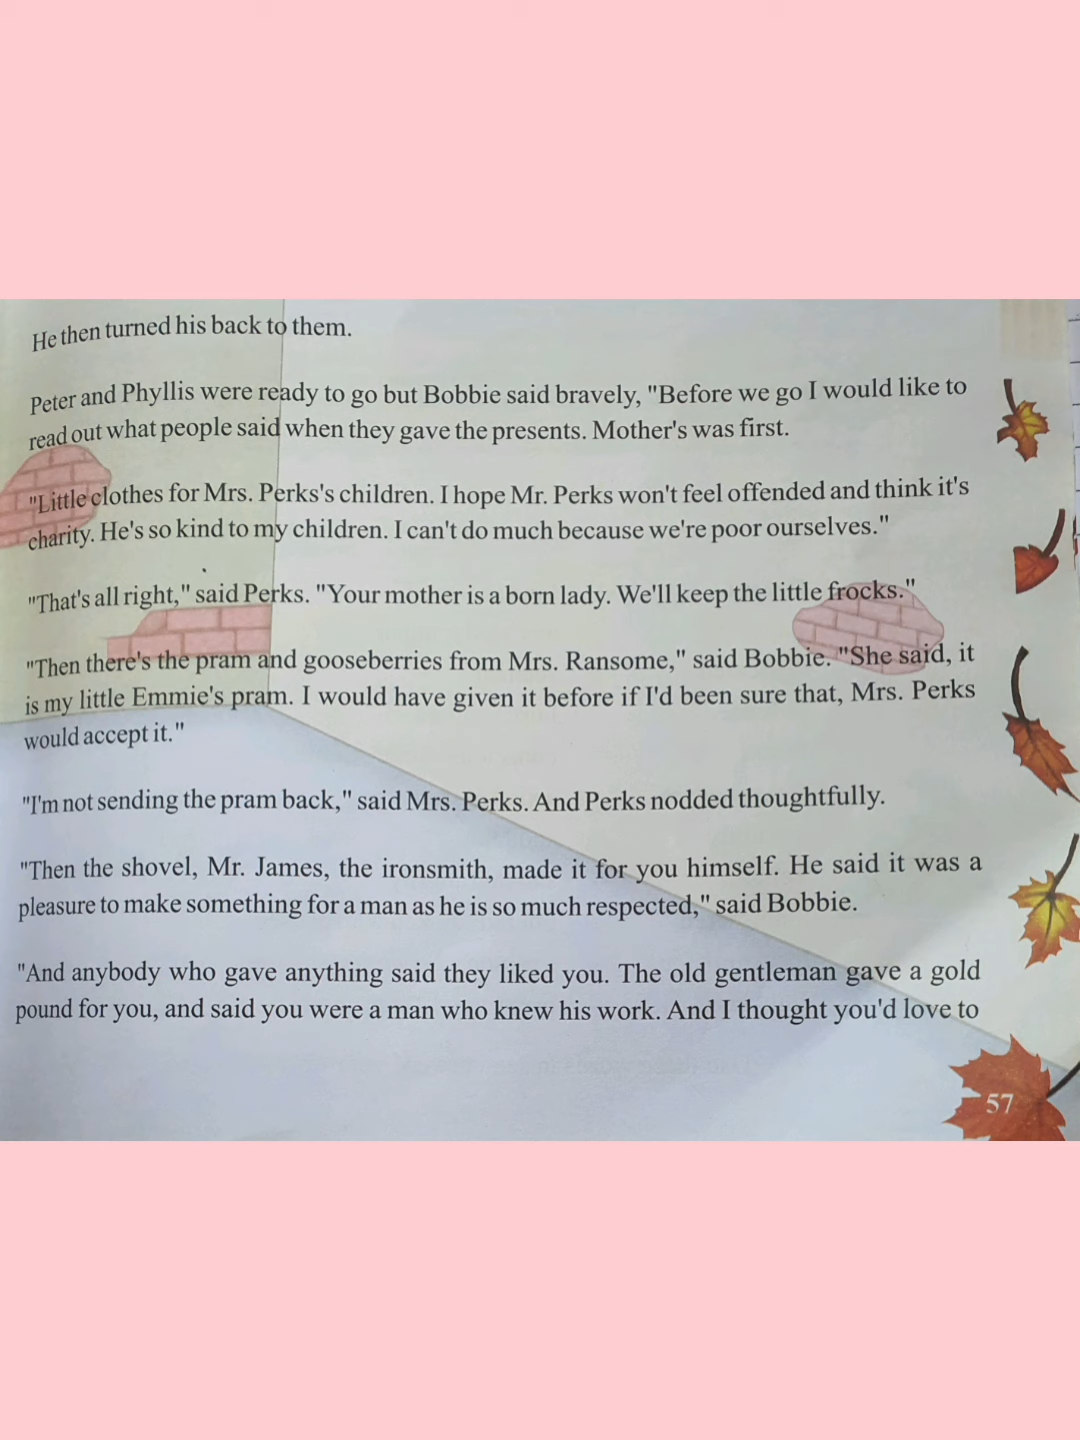 He then turned his back to them.
Peter and Phyllis were ready to go but Bobbie said bravely, "Before we go I would like to
read out what people said when they gave the presents. Mother's was first.
"Little clothes for Mrs. Perks's children. I hope Mr. Perks won't feel offended and think it's
charity. He's so kind to my children. I can't do much because we're poor ourselves."
"That's all right," said Perks. "Your mother is a born lady. We'll keep the little frocks."
"Then there's the pram and gooseberries from Mrs. Ransome," said Bobbie. "She said, it
is my little Emmie's pram. I would have given it before if I'd been sure that, Mrs. Perks
would accept it."
"I'm not sending the pram back," said Mrs. Perks. And Perks nodded thoughtfully.
"Then the shovel, Mr. James, the ironsmith, made it for you himself. He said it was a
pleasure to make something for a man as he is so much respected," said Bobbie.
"And anybody who gave anything said they liked you. The old gentleman gave a gold
pound for you, and said you were a man who knew his work. And I thought you'd love to
57